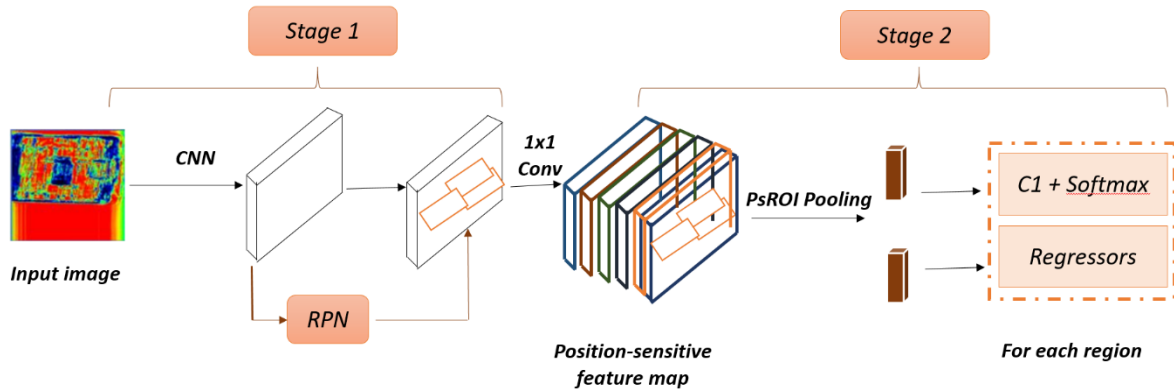 Stage 1
Stage 2
CNN
1x1
Conv
PsROI Pooling
C1 + Softmax
Regressors
Input image
RPN
Position-sensitive
feature map
For each region